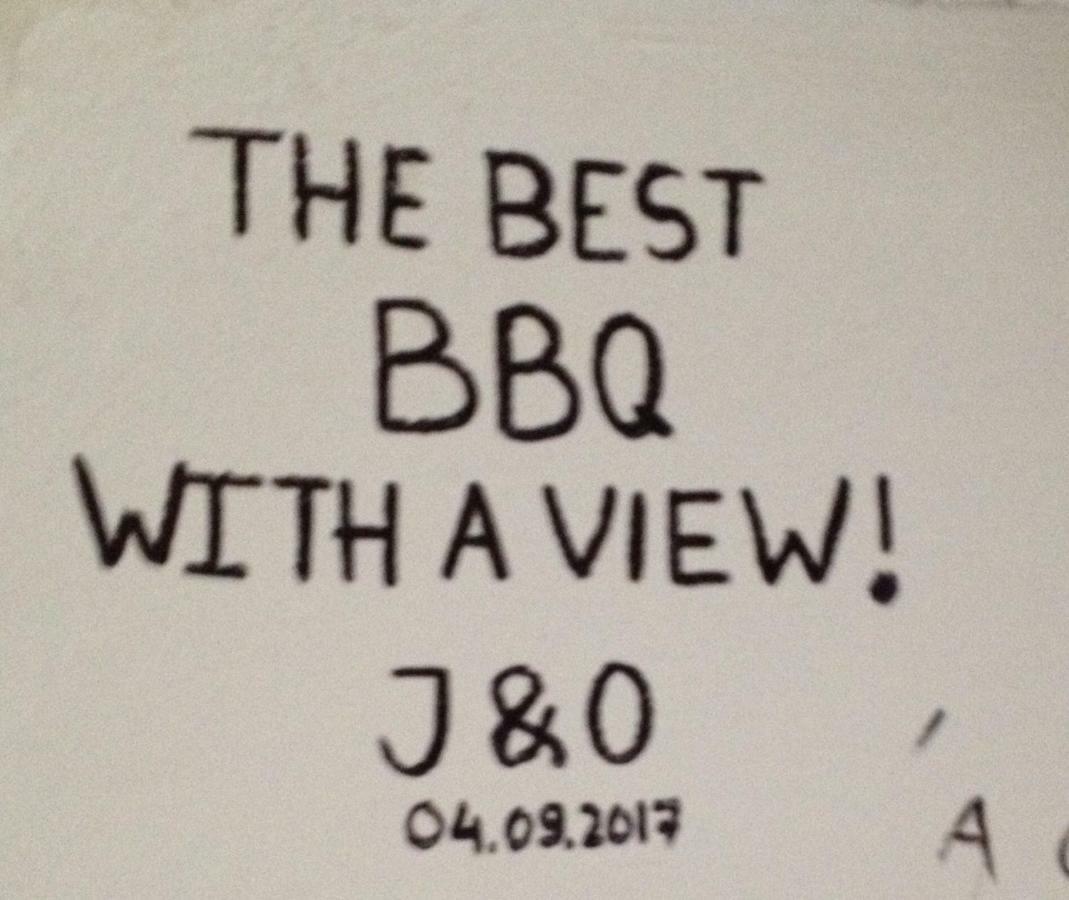 THE BEST
BBQ
WITH A VIEW!
J & O
04.09.2017
A